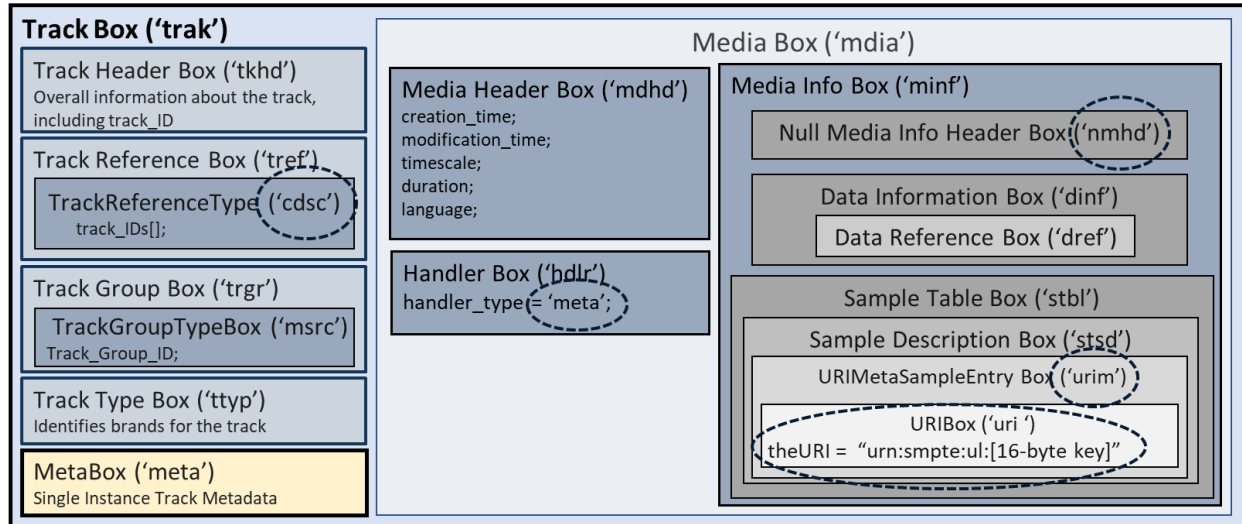 Track Box (‘trak’)
Track Header Box (‘tkhd’)
Overall information about the track,
including track_ID
Track Reference Box (‘tref’)
TrackReferenceType (‘cdsc’)
track_IDs[];
Track Group Box (‘trgr’)
TrackGroupTypeBox (‘msrc’)
Track_Group_ID;
Track Type Box (‘ttyp’)
Identifies brands for the track
MetaBox (‘meta’)
Single Instance Track Metadata
Media Box (‘mdia’)
Media Header Box (‘mdhd’)
creation_time;
modification_time;
timescale;
duration;
language;
Handler Box (‘hdlr’)
handler_type = ‘meta’;
Media Info Box (‘minf’)
Null Media Info Header Box (‘nmhd’)
Data Information Box (‘dinf’)
Data Reference Box (‘dref’)
Sample Table Box (‘stbl’)
Sample Description Box (‘stsd’)
URIMetaSampleEntry Box (‘urim’)
URIBox (‘uri ‘)
theURI = “urn:smpte:ul:[16-byte key]”